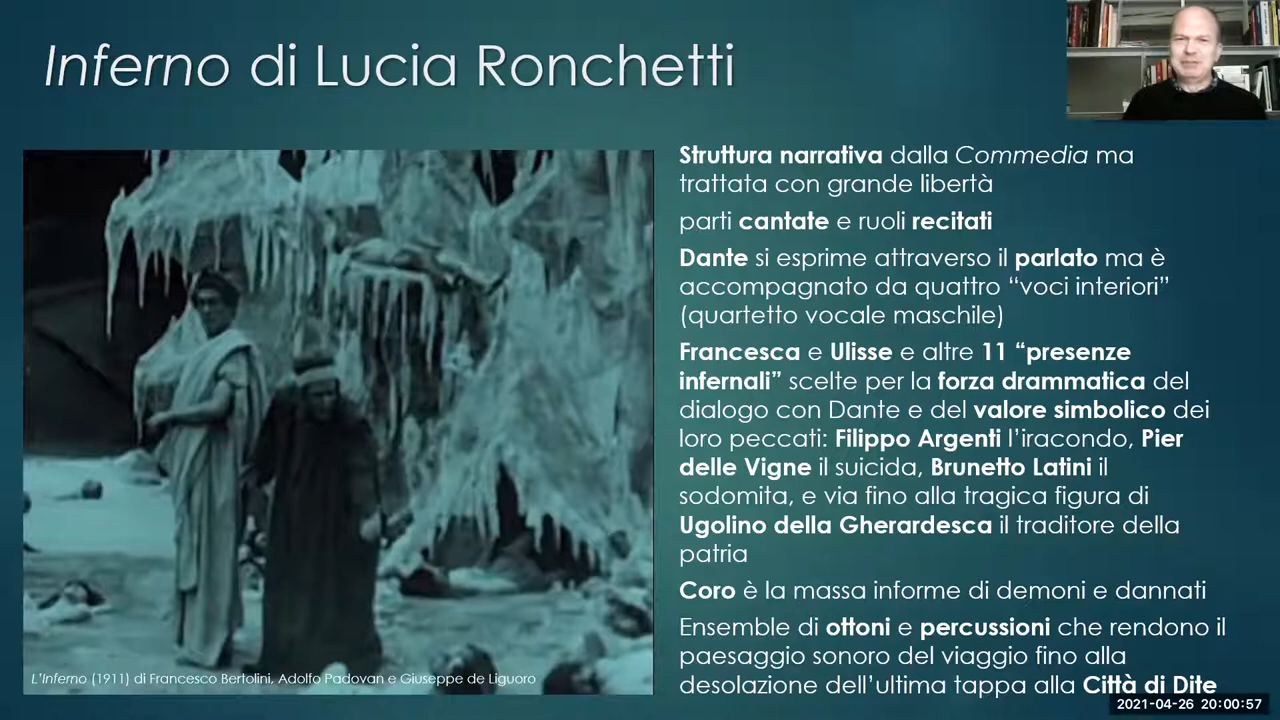 Inferno di Lucia Ronchetti
Struttura narrativa dalla Commedia ma
trattata con grande libertà
parti cantate e ruoli recitati
Dante si esprime attraverso il parlato ma è
accompagnato da quattro “voci interiori”
(quartetto vocale maschile)
Francesca e Ulisse e altre 11 “presenze
infernali” scelte per la forza drammatica del
dialogo con Dante e del valore simbolico dei
loro peccati: Filippo Argenti l’iracondo, Pier
delle Vigne il suicida, Brunetto Latini il
sodomita, e via fino alla tragica figura di
Ugolino della Gherardesca il traditore della
patria
Coro è la massa informe di demoni e dannati
Ensemble di ottoni e percussioni che rendono il
paesaggio sonoro del viaggio fino alla
desolazione dell’ultima tappa alla Città di Dite
L’Inferno (1911) di Francesco Bertolini, Adolfo Padovan e Giuseppe de Liguoro
2021-04-26 20:00:57